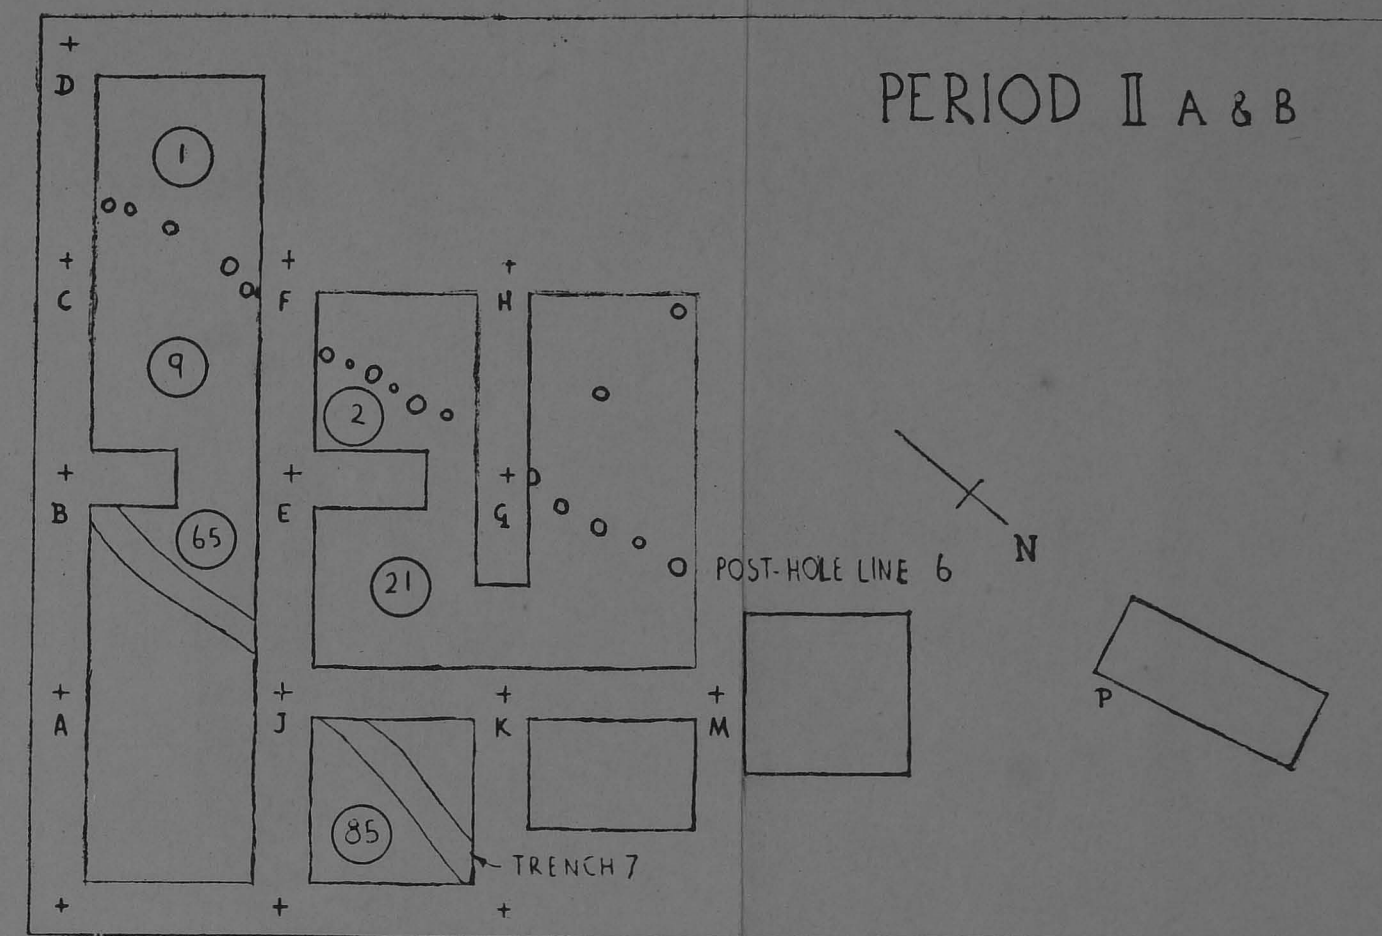 PERIOD II A & B
D
1
C
F
H
9
2
B
E
G
65
21
POST-HOLE LINE 6
N
P
A
J
K
M
85
TRENCH 7